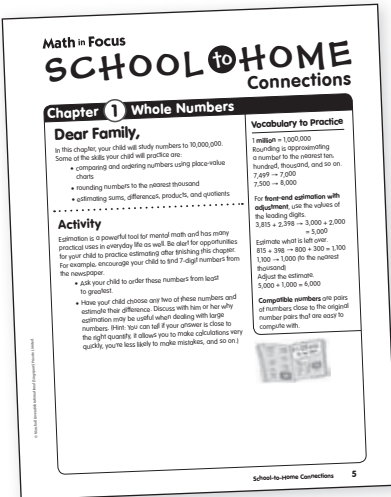 Math in Focus
SCHOOL to HOME
Connections
Chapter 1 Whole Numbers
Dear Family,
In this chapter, your child will study numbers to 10,000,000.
Some of the skills your child will practice are:
• comparing and ordering numbers using place-value
charts
• rounding numbers to the nearest thousand
• estimating sums, differences, products, and quotients
Activity
Estimation is a powerful tool for mental math and has many
practical uses in everyday life as well. Be alert for opportunities
for your child to practice estimating after finishing this chapter.
For example, encourage your child to find 7-digit numbers from
the newspaper.
• Ask your child to order these numbers from least
to greatest.
• Have your child choose any two of these numbers and
estimate their difference. Discuss with him or her why
estimation may be useful when dealing with large
numbers. (Hint: You can tell if your answer is close to
the right quantity, it allows you to make calculations very
quickly, you're less likely to make mistakes, and so on.)
Vocabulary to Practice
1 million = 1,000,000
Rounding is approximating
a number to the nearest ten,
hundred, thousand, and so on.
7,499 → 7,000
7,500 → 8,000
For front-end estimation with
adjustment, use the values of
the leading digits.
3,815 + 2,398 → 3,000 + 2,000
= 5,000
Estimate what is left over.
815 + 398 → 800 + 300 = 1,100
1,100 → 1,000 (to the nearest
thousand)
Adjust the estimate.
5,000 + 1,000 = 6,000
Compatible numbers are pairs
of numbers close to the original
number pairs that are easy to
compute with.
School-to-Home Connections 5